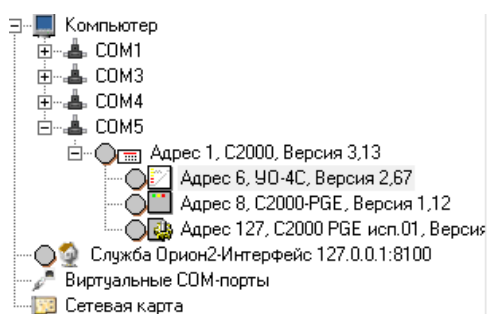 Компьютер
COM1
COM3
COM4
COM5
Адрес 1, С2000, Версия 3,13
Адрес 6, УО-4С, Версия 2,67
Адрес 8, С2000-PGE, Версия 1,12
Адрес 127, С2000 PGE исп.01, Версия
Служба Орион2-Интерфейс 127.0.0.1:8100
Виртуальные COM-порты
Сетевая карта